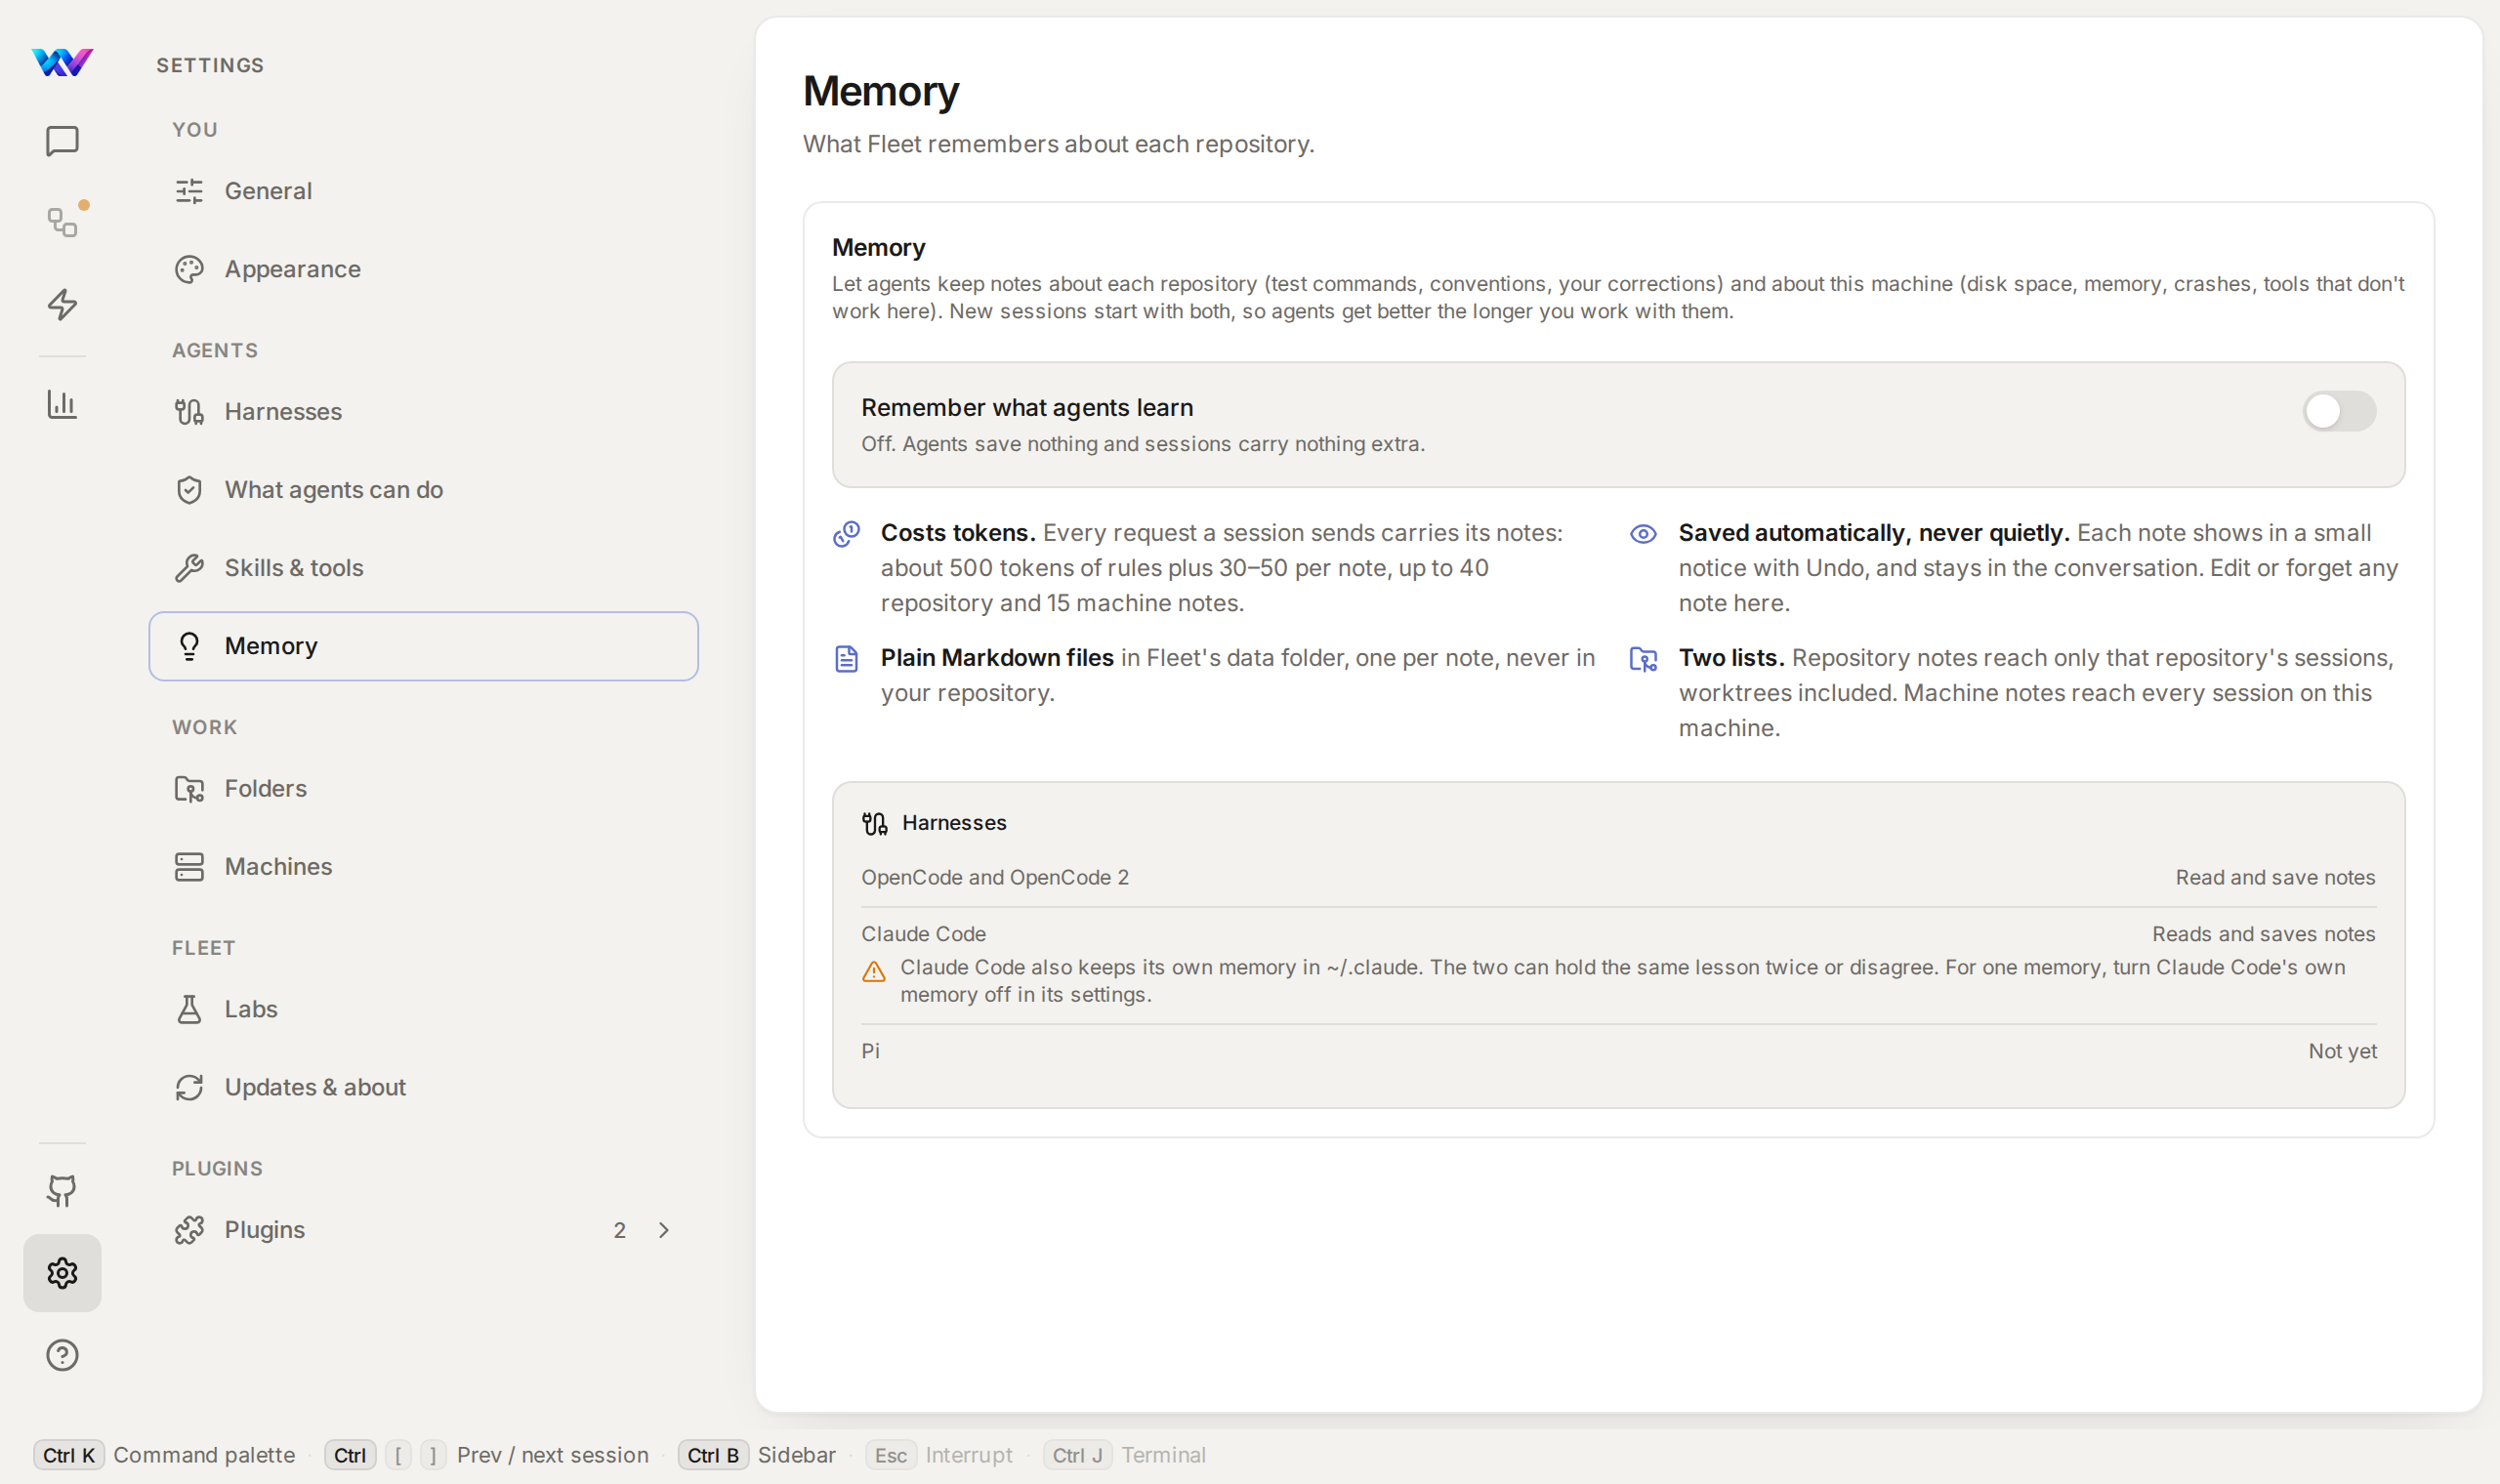 SETTINGS
YOU
General
Appearance
AGENTS
Harnesses
What agents can do
Skills & tools
Memory
WORK
Folders
Machines
FLEET
Labs
Updates & about
PLUGINS
Plugins 2
Memory
What Fleet remembers about each repository.
Memory
Let agents keep notes about each repository (test commands, conventions, your corrections) and about this machine (disk space, memory, crashes, tools that don't
work here). New sessions start with both, so agents get better the longer you work with them.
Remember what agents learn
Off. Agents save nothing and sessions carry nothing extra.
Costs tokens. Every request a session sends carries its notes:
about 500 tokens of rules plus 30–50 per note, up to 40
repository and 15 machine notes.
Saved automatically, never quietly. Each note shows in a small
notice with Undo, and stays in the conversation. Edit or forget any
note here.
Plain Markdown files in Fleet's data folder, one per note, never in
your repository.
Two lists. Repository notes reach only that repository's sessions,
worktrees included. Machine notes reach every session on this
machine.
Harnesses
OpenCode and OpenCode 2 Read and save notes
Claude Code Reads and saves notes
Claude Code also keeps its own memory in ~/.claude. The two can hold the same lesson twice or disagree. For one memory, turn Claude Code's own
memory off in its settings.
Pi Not yet
Ctrl K Command palette · Ctrl [ ] Prev / next session · Ctrl B Sidebar · Esc Interrupt · Ctrl J Terminal